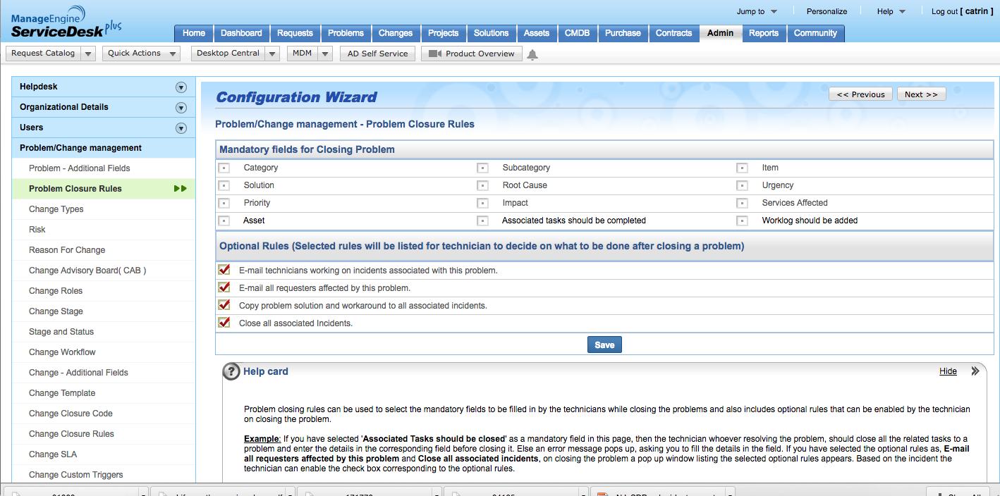 Jump to Personalize Help Log out [ catrin ]
ManageEngine
ServiceDesk plus
Home Dashboard Requests Problems Changes Projects Solutions Assets CMDB Purchase Contracts Admin Reports Community
Request Catalog Quick Actions Desktop Central MDM AD Self Service Product Overview
Helpdesk
Organizational Details
Users
Problem/Change management
Problem - Additional Fields
Problem Closure Rules
Change Types
Risk
Reason For Change
Change Advisory Board( CAB )
Change Roles
Change Stage
Stage and Status
Change Workflow
Change - Additional Fields
Change Template
Change Closure Code
Change Closure Rules
Change SLA
Change Custom Triggers
Configuration Wizard
<< Previous Next >>
Problem/Change management - Problem Closure Rules
Mandatory fields for Closing Problem
Category Subcategory Item
Solution Root Cause Urgency
Priority Impact Services Affected
Asset Associated tasks should be completed Worklog should be added
Optional Rules (Selected rules will be listed for technician to decide on what to be done after closing a problem)
E-mail technicians working on incidents associated with this problem.
E-mail all requesters affected by this problem.
Copy problem solution and workaround to all associated incidents.
Close all associated Incidents.
Save
? Help card Hide
Problem closing rules can be used to select the mandatory fields to be filled in by the technicians while closing the problems and also includes optional rules that can be enabled by the technician
on closing the problem.
Example: If you have selected 'Associated Tasks should be closed' as a mandatory field in this page, then the technician whoever resolving the problem, should close all the related tasks to a
problem and enter the details in the corresponding field before closing it. Else an error message pops up, asking you to fill the details in the field. If you have selected the optional rules as, E-mail
all requesters affected by this problem and Close all associated incidents, on closing the problem a pop up window listing the selected optional rules appears. Based on the incident the
technician can enable the check box corresponding to the optional rules.